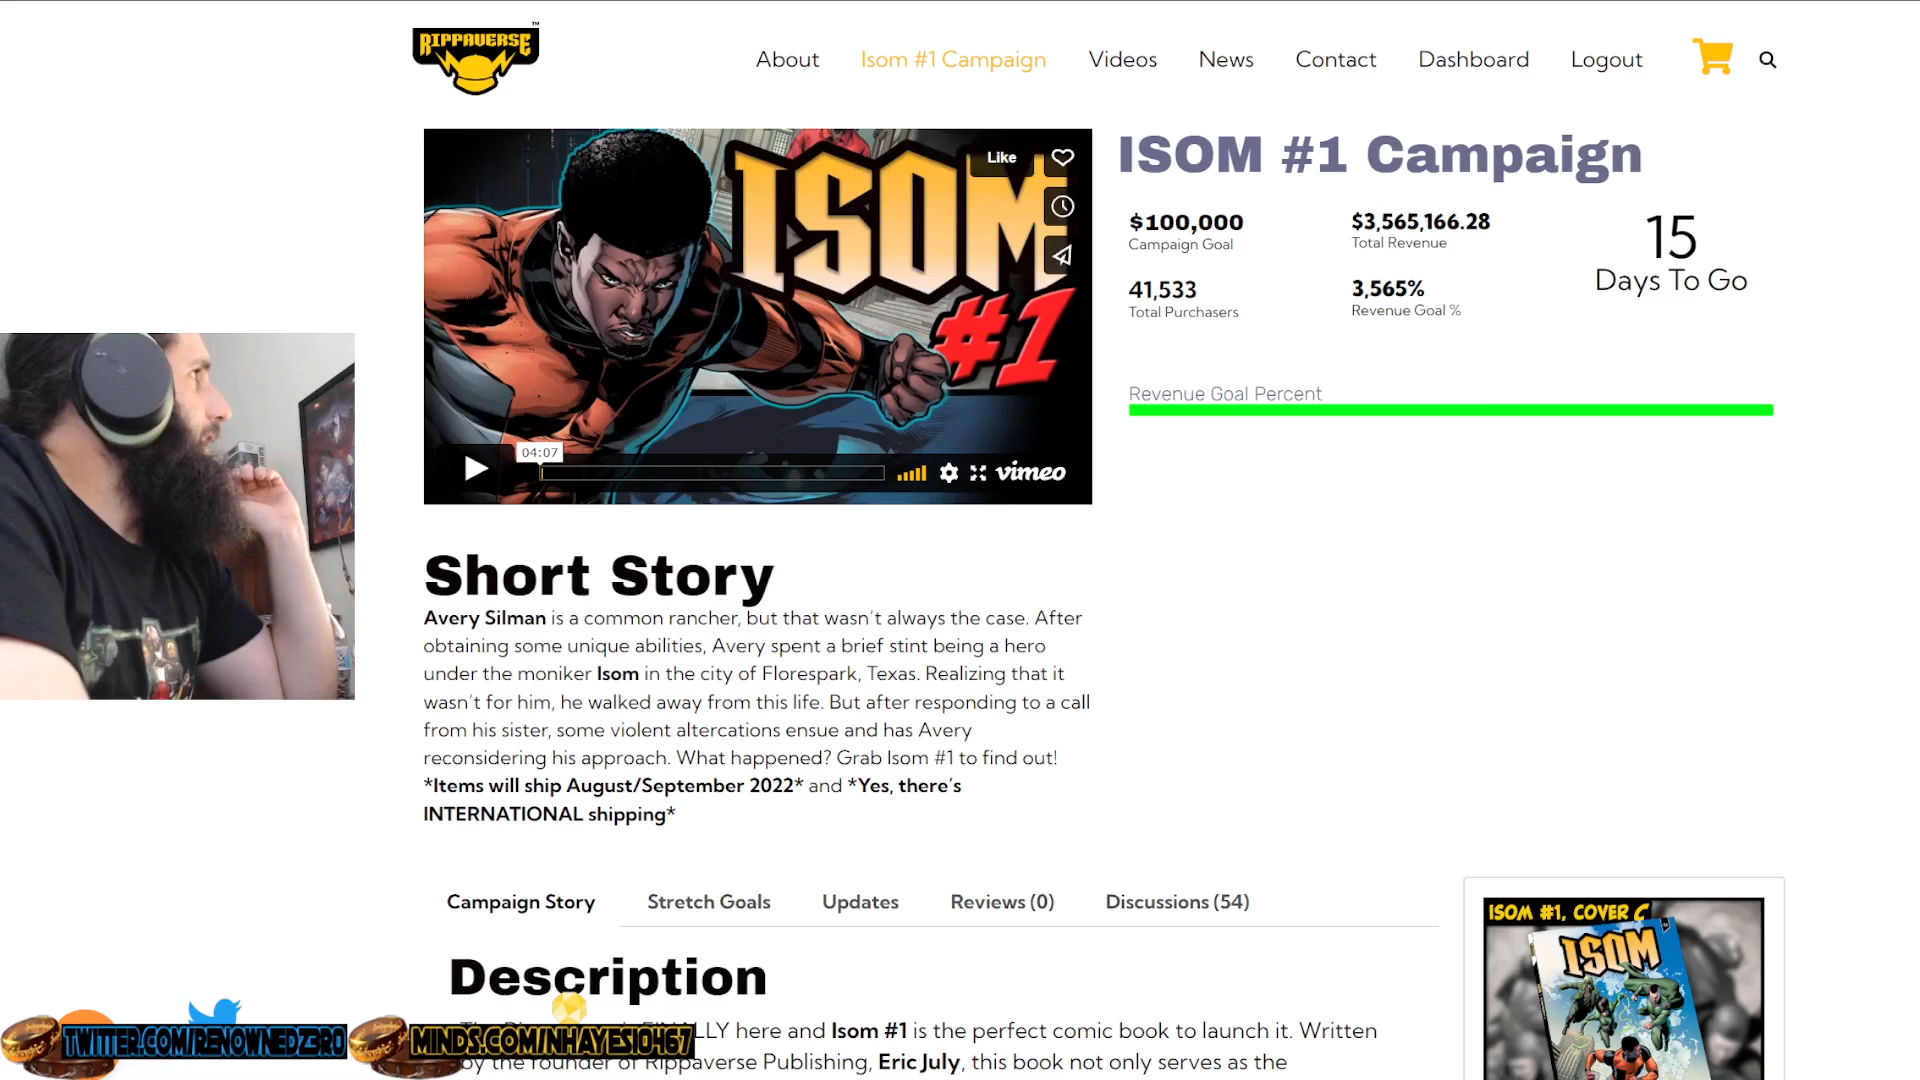 RIPPAVERSE™
About
Isom #1 Campaign
Videos
News
Contact
Dashboard
Logout
ISOM
#1
Like
04:07
vimeo
ISOM #1 Campaign
$100,000
Campaign Goal
$3,565,166.28
Total Revenue
15
Days To Go
41,533
Total Purchasers
3,565%
Revenue Goal %
Revenue Goal Percent
Short Story
Avery Silman is a common rancher, but that wasn't always the case. After
obtaining some unique abilities, Avery spent a brief stint being a hero
under the moniker Isom in the city of Florespark, Texas. Realizing that it
wasn't for him, he walked away from this life. But after responding to a call
from his sister, some violent altercations ensue and has Avery
reconsidering his approach. What happened? Grab Isom #1 to find out!
*Items will ship August/September 2022* and *Yes, there's
INTERNATIONAL shipping*
Campaign Story
Stretch Goals
Updates
Reviews (0)
Discussions (54)
ISOM #1, COVER C
ISOM
Description
here and Isom #1 is the perfect comic book to launch it. Written
by the founder of Rippaverse Publishing, Eric July, this book not only serves as the
TWITTER.COM/RENOWNEDZ3R0
MINDS.COM/NHAYES10467